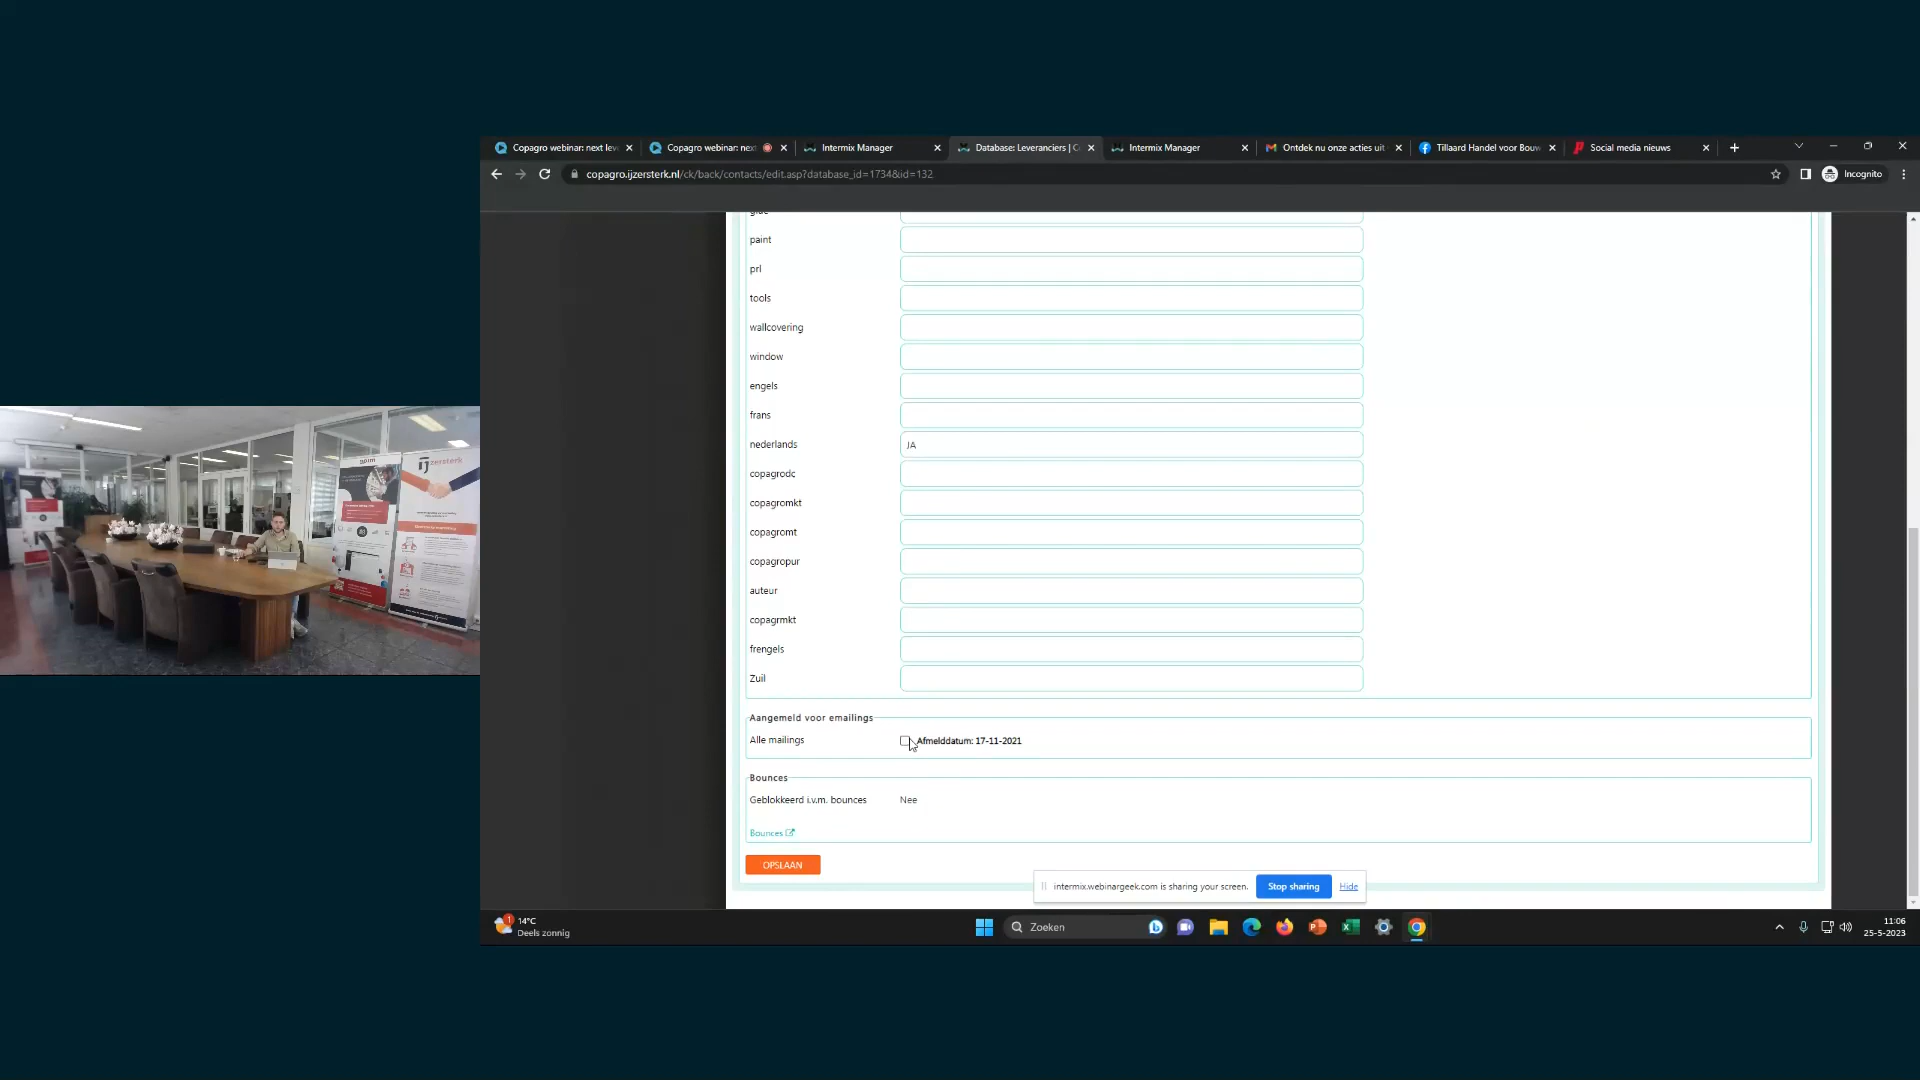 Copagro webinar: next lev
Copagro webinar: nex
Intermix Manager
Database: Leveranciers | C
Intermix Manager
Ontdek nu onze acties uit
Tillaard Handel voor Bouw
Social media nieuws
copagro.ijzersterk.nl/ck/back/contacts/edit.asp?database_id=1734&id=132
Incognito
paint
prl
tools
wallcovering
window
engels
frans
nederlands JA
copagrodc
copagromkt
copagromt
copagropur
auteur
copagrmkt
frengels
Zuil
Aangemeld voor emailings
Alle mailings Afmelddatum: 17-11-2021
Bounces
Geblokkeerd i.v.m. bounces Nee
Bounces
OPSLAAN
intermix.webinargeek.com is sharing your screen. Stop sharing Hide
ijzersterk
1
14°C
Deels zonnig
Zoeken
11:06
25-5-2023